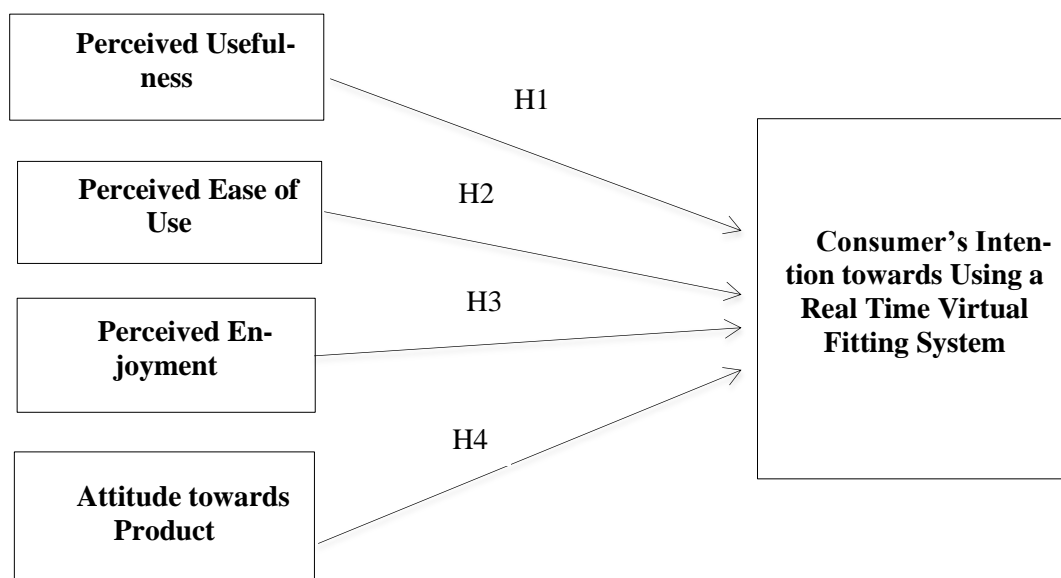 Perceived Useful-
ness
H1
Perceived Ease of
Use
H2
Perceived En-
joyment
H3
Attitude towards
Product
H4
Consumer’s Inten-
tion towards Using a
Real Time Virtual
Fitting System